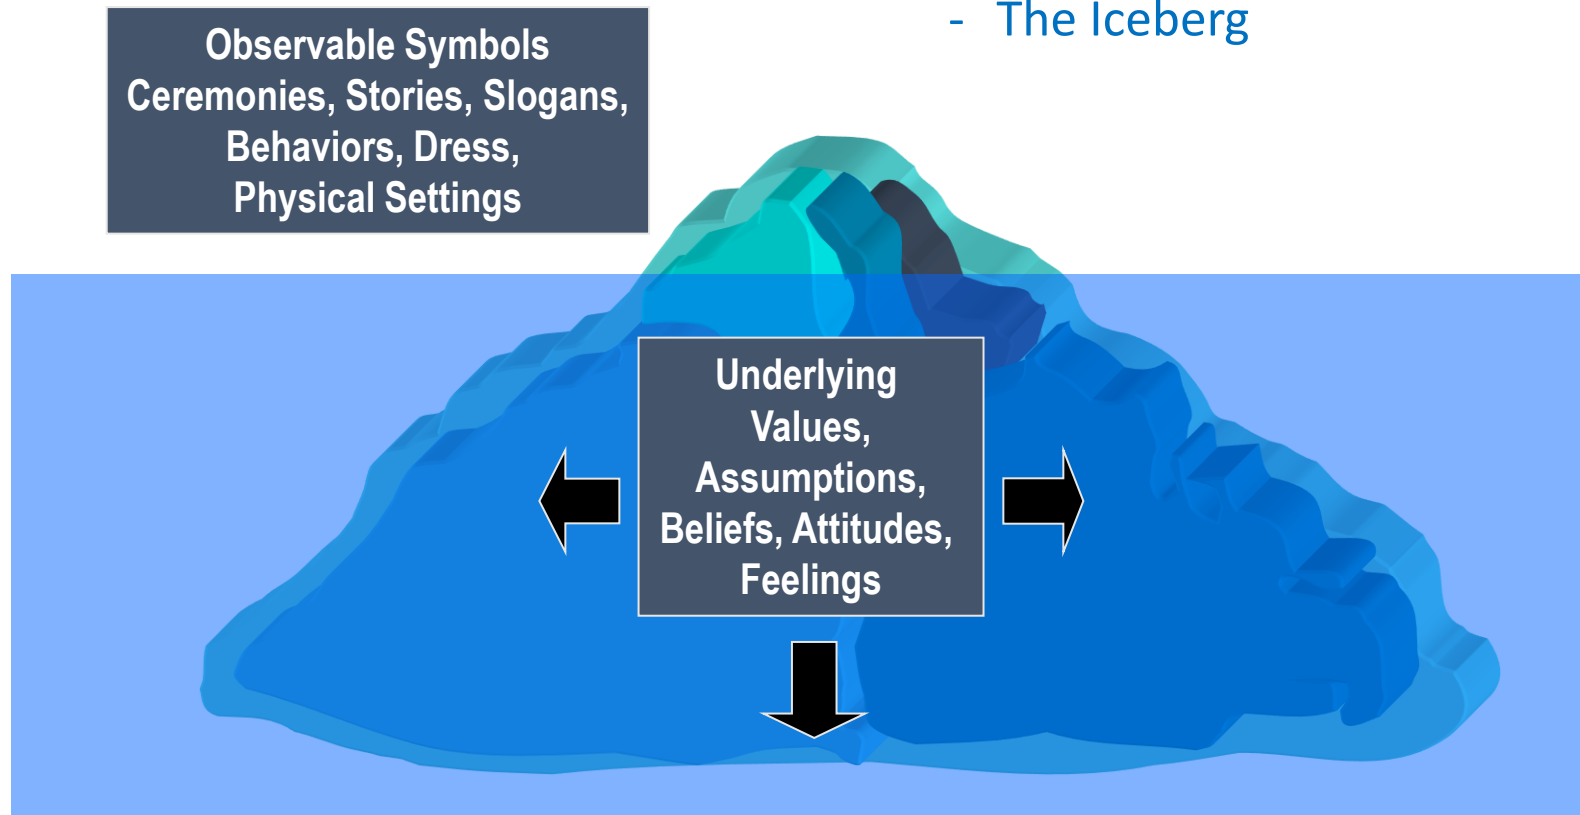 - The Iceberg
Observable Symbols
Ceremonies, Stories, Slogans,
Behaviors, Dress,
Physical Settings
Underlying
Values,
Assumptions,
Beliefs, Attitudes,
Feelings